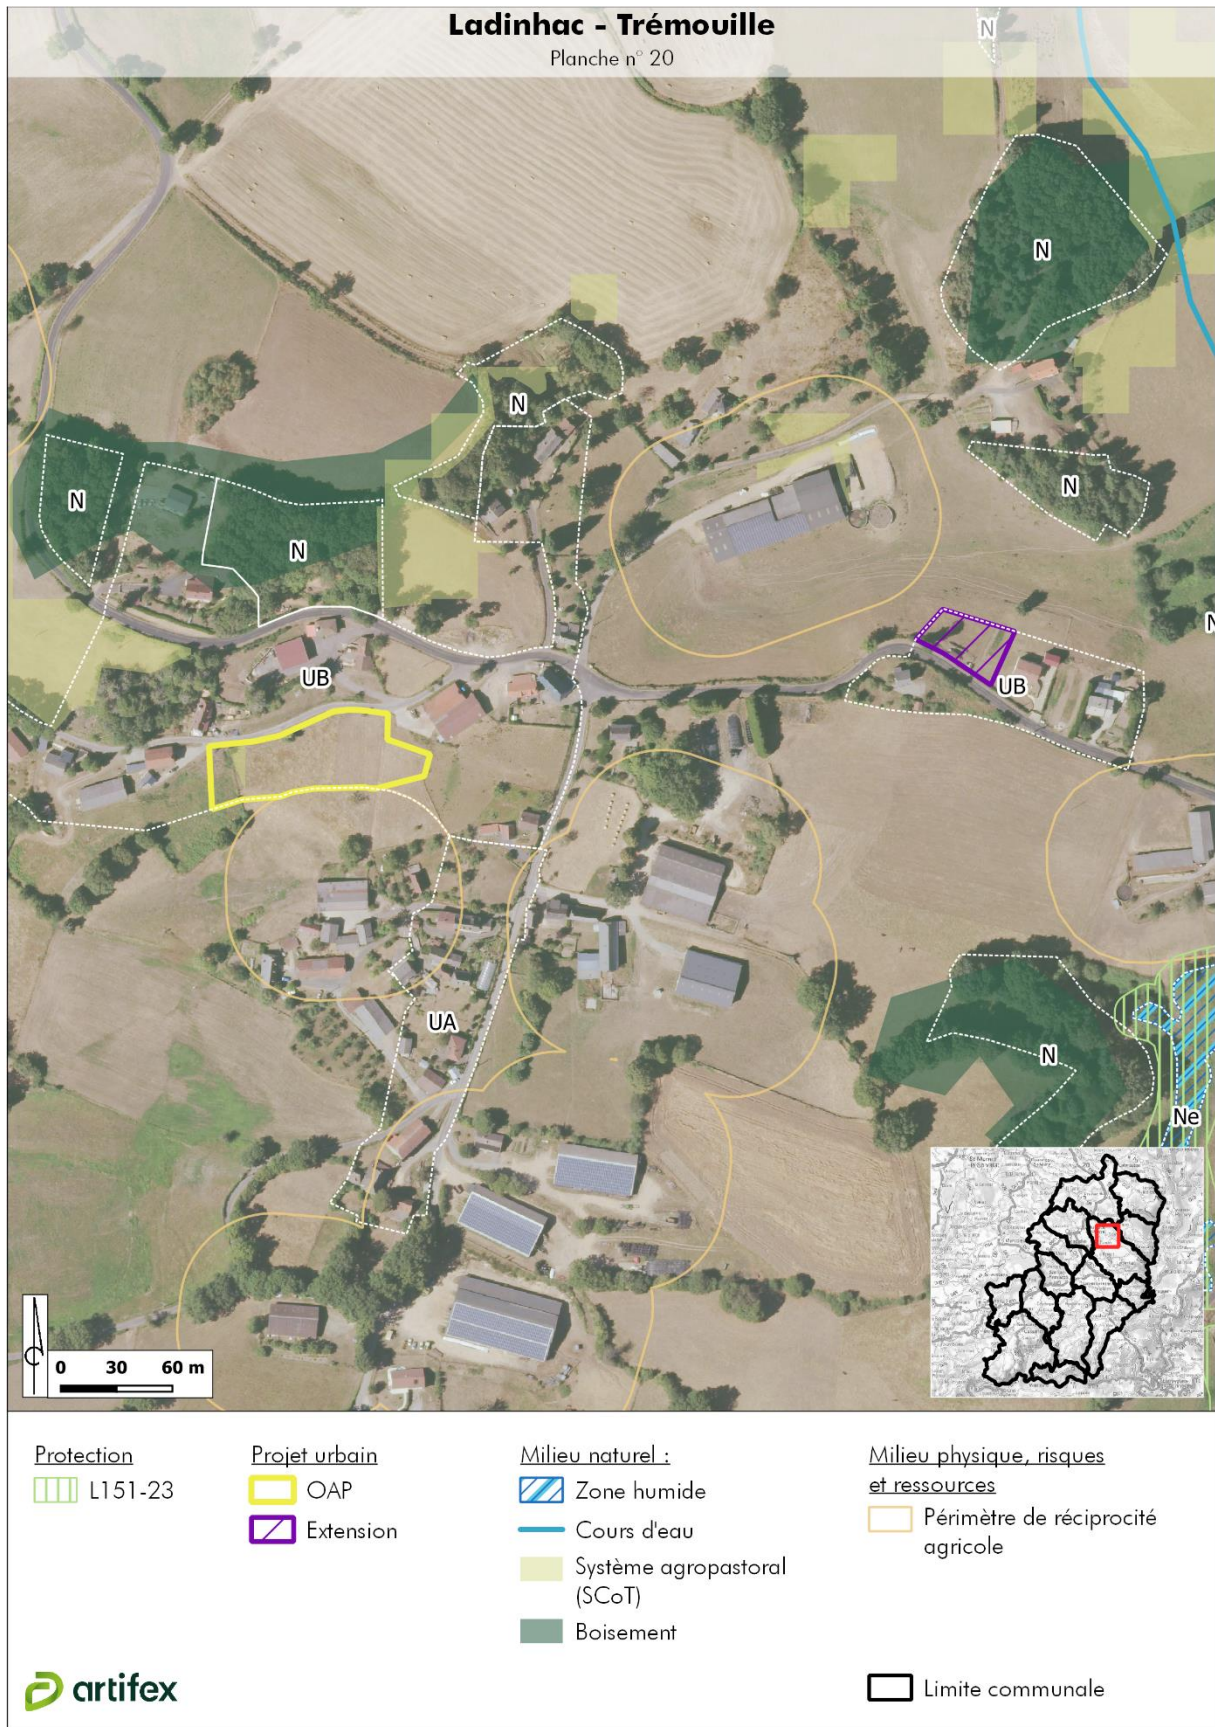 Ladinhac - Trémouille
Planche n° 20
N
N
N
N
N
N
N
UB
UB
UA
N
Ne
0 30 60 m
Protection
L151-23
Projet urbain
OAP
Extension
Milieu naturel :
Zone humide
Cours d'eau
Système agropastoral
(SCoT)
Boisement
Milieu physique, risques
et ressources
Périmètre de réciprocité
agricole
Limite communale
artifex